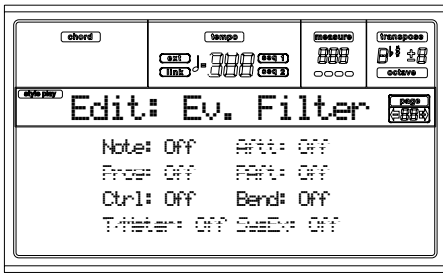 chord tempo measure transpose
ext seq 1
link seq 2
octave
style play Edit: Ev. Filter page
Note: Off Aftt: Off
Prog: Off PAft: Off
Ctrl: Off Bend: Off
T/Meter: Off SysEx: Off